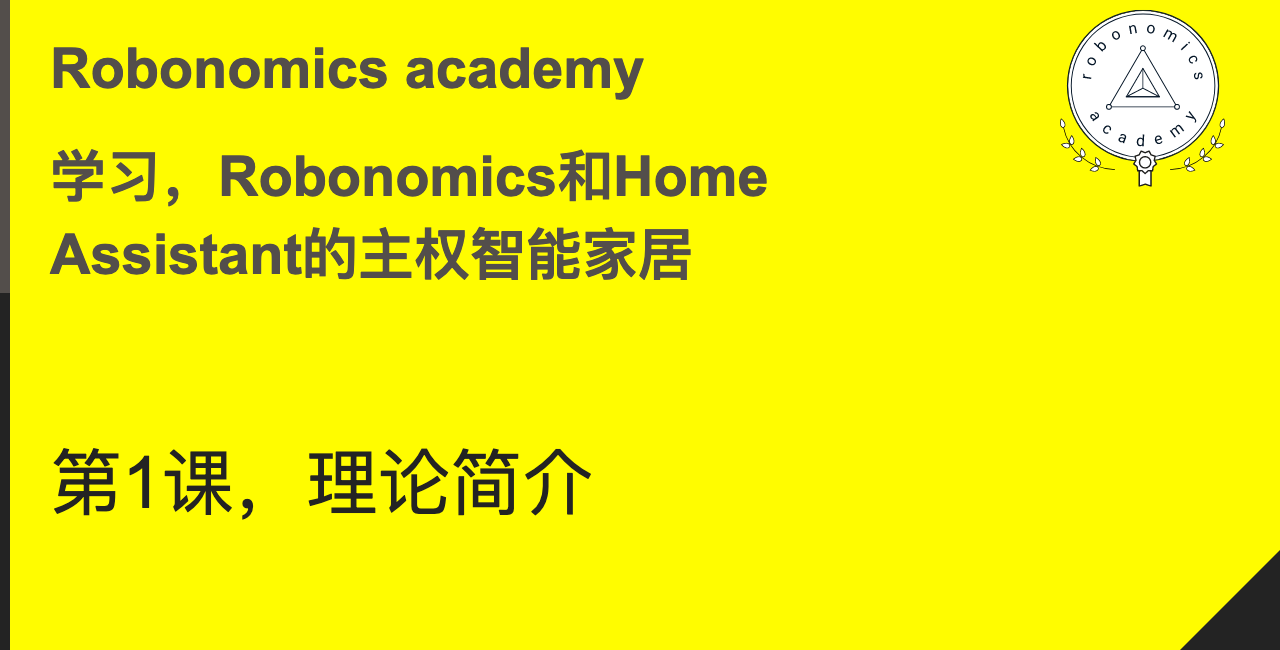 Robonomics academy
学习，Robonomics和Home
Assistant的主权智能家居
第1课，理论简介
robonomics
academy